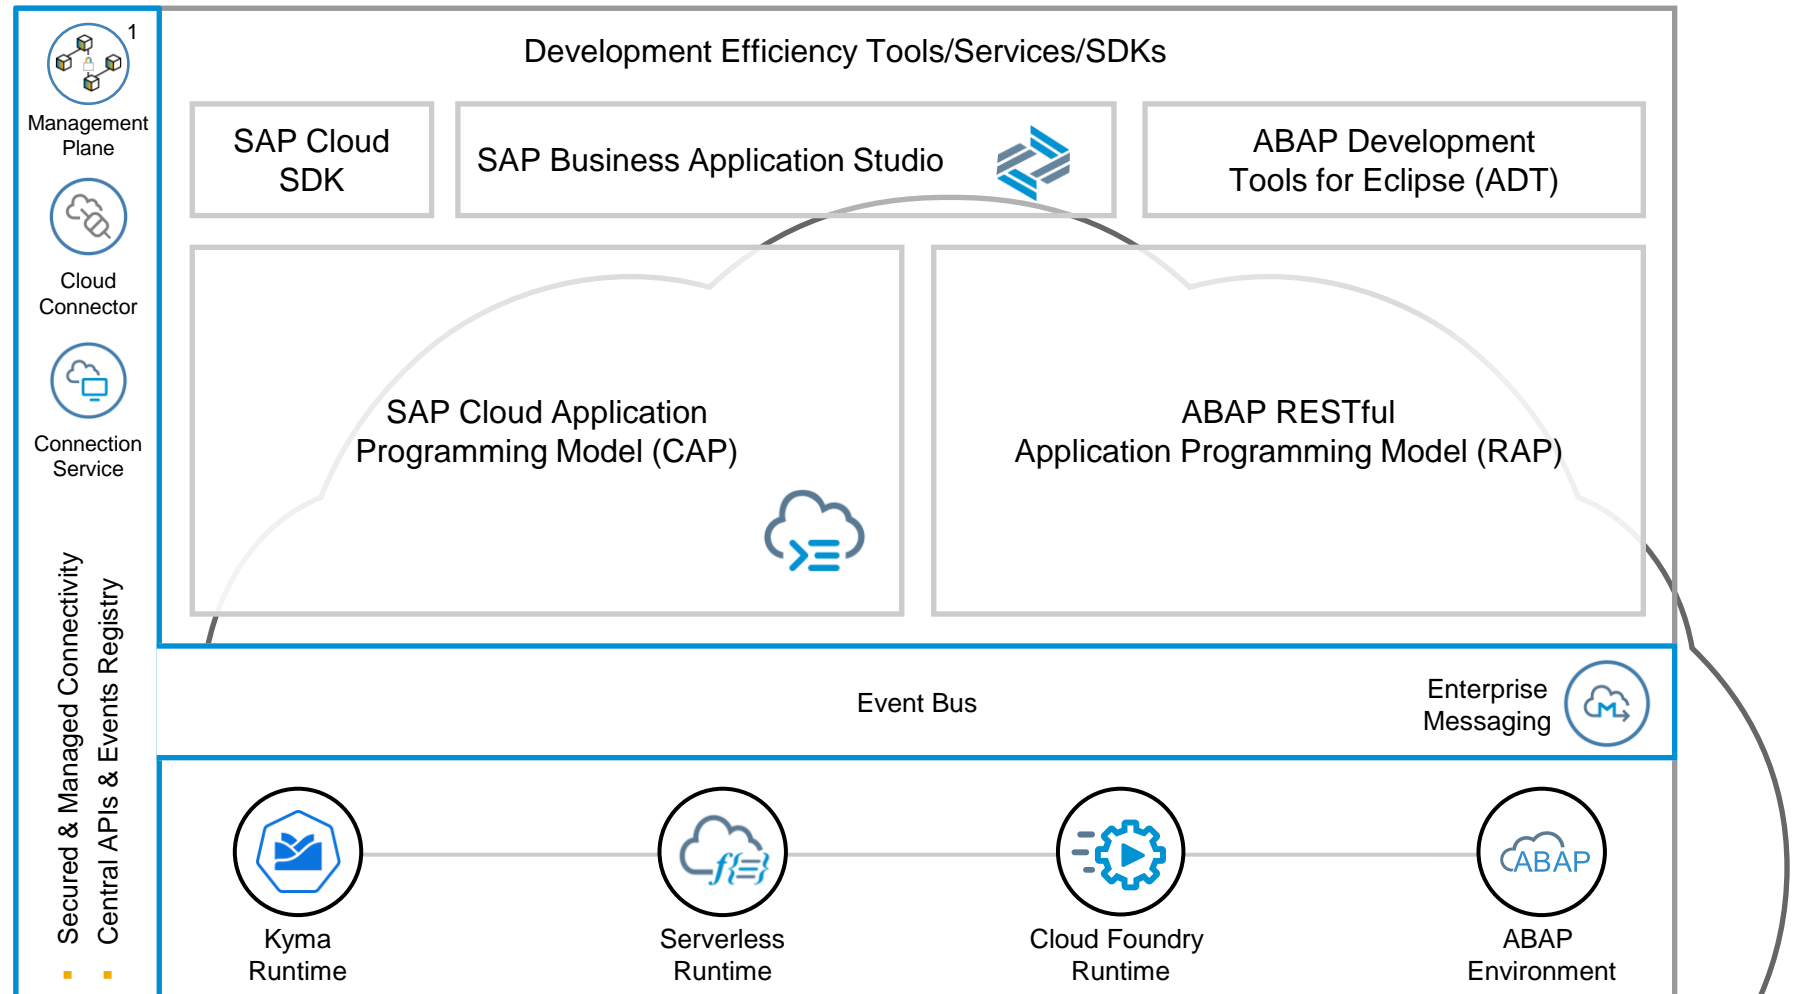 1
Management
Plane
Cloud
Connector
Connection
Service
Secured & Managed Connectivity
Central APIs & Events Registry
Development Efficiency Tools/Services/SDKs
SAP Cloud
SDK
SAP Business Application Studio
ABAP Development
Tools for Eclipse (ADT)
SAP Cloud Application
Programming Model (CAP)
ABAP RESTful
Application Programming Model (RAP)
Event Bus
Enterprise
Messaging
M
f{=}
ABAP
Kyma
Runtime
Serverless
Runtime
Cloud Foundry
Runtime
ABAP
Environment